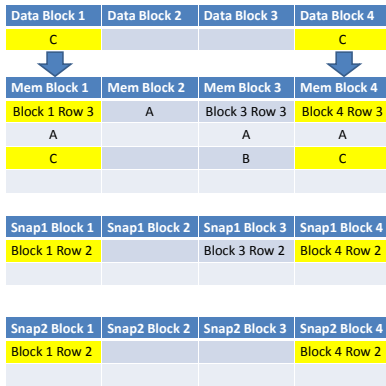 Data Block 1 Data Block 2 Data Block 3 Data Block 4
C C
Mem Block 1 Mem Block 2 Mem Block 3 Mem Block 4
Block 1 Row 3 A Block 3 Row 3 Block 4 Row 3
A A A
C B C
Snap1 Block 1 Snap1 Block 2 Snap1 Block 3 Snap1 Block 4
Block 1 Row 2 Block 3 Row 2 Block 4 Row 2
Snap2 Block 1 Snap2 Block 2 Snap2 Block 3 Snap2 Block 4
Block 1 Row 2 Block 4 Row 2